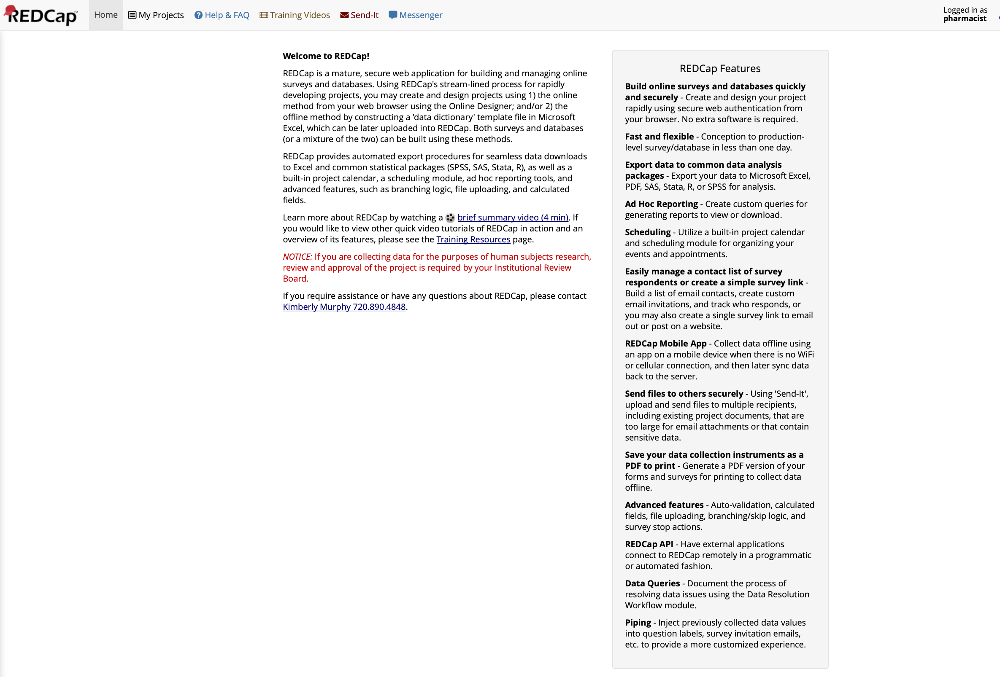 REDCap™
Home My Projects Help & FAQ Training Videos Send-It Messenger
Logged in as
pharmacist
Welcome to REDCap!
REDCap is a mature, secure web application for building and managing online
surveys and databases. Using REDCap's stream-lined process for rapidly
developing projects, you may create and design projects using 1) the online
method from your web browser using the Online Designer; and/or 2) the
offline method by constructing a 'data dictionary' template file in Microsoft
Excel, which can be later uploaded into REDCap. Both surveys and databases
(or a mixture of the two) can be built using these methods.
REDCap provides automated export procedures for seamless data downloads
to Excel and common statistical packages (SPSS, SAS, Stata, R), as well as a
built-in project calendar, a scheduling module, ad hoc reporting tools, and
advanced features, such as branching logic, file uploading, and calculated
fields.
Learn more about REDCap by watching a brief summary video (4 min). If
you would like to view other quick video tutorials of REDCap in action and an
overview of its features, please see the Training Resources page.
NOTICE: If you are collecting data for the purposes of human subjects research,
review and approval of the project is required by your Institutional Review
Board.
If you require assistance or have any questions about REDCap, please contact
Kimberly Murphy 720.890.4848.
REDCap Features
Build online surveys and databases quickly
and securely - Create and design your project
rapidly using secure web authentication from
your browser. No extra software is required.
Fast and flexible - Conception to production-
level survey/database in less than one day.
Export data to common data analysis
packages - Export your data to Microsoft Excel,
PDF, SAS, Stata, R, or SPSS for analysis.
Ad Hoc Reporting - Create custom queries for
generating reports to view or download.
Scheduling - Utilize a built-in project calendar
and scheduling module for organizing your
events and appointments.
Easily manage a contact list of survey
respondents or create a simple survey link -
Build a list of email contacts, create custom
email invitations, and track who responds, or
you may also create a single survey link to email
out or post on a website.
REDCap Mobile App - Collect data offline using
an app on a mobile device when there is no WiFi
or cellular connection, and then later sync data
back to the server.
Send files to others securely - Using 'Send-It',
upload and send files to multiple recipients,
including existing project documents, that are
too large for email attachments or that contain
sensitive data.
Save your data collection instruments as a
PDF to print - Generate a PDF version of your
forms and surveys for printing to collect data
offline.
Advanced features - Auto-validation, calculated
fields, file uploading, branching/skip logic, and
survey stop actions.
REDCap API - Have external applications
connect to REDCap remotely in a programmatic
or automated fashion.
Data Queries - Document the process of
resolving data issues using the Data Resolution
Workflow module.
Piping - Inject previously collected data values
into question labels, survey invitation emails,
etc. to provide a more customized experience.